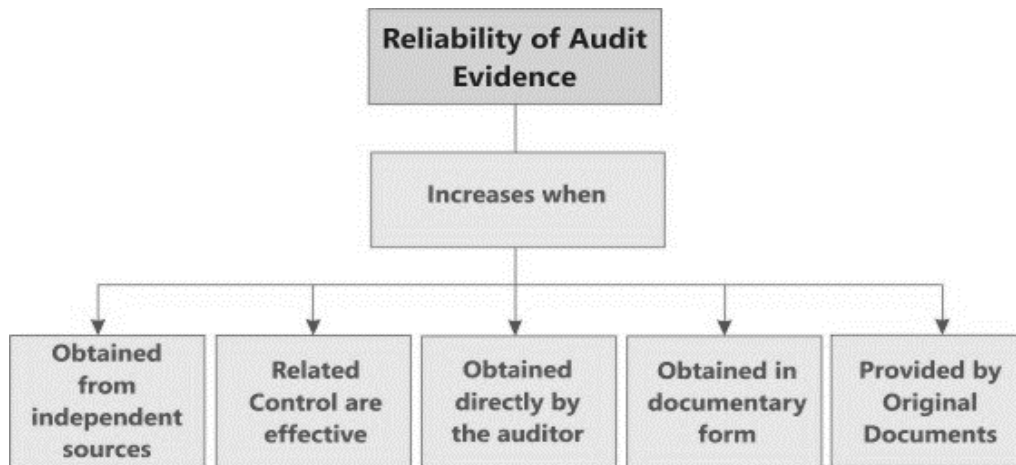 Reliability of Audit
Evidence
Increases when
Obtained
from
independent
sources
Related
Control are
effective
Obtained
directly by
the auditor
Obtained in
documentary
form
Provided by
Original
Documents